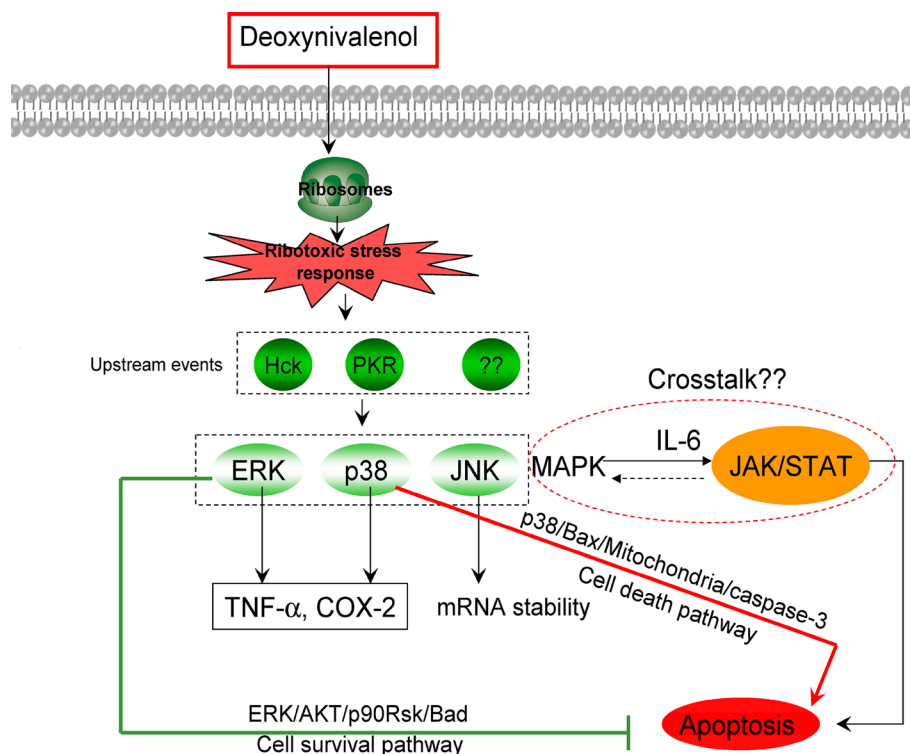 Deoxynivalenol
Ribosomes
Ribotoxic stress
response
Upstream events
Hck
PKR
??
Crosstalk??
ERK
p38
JNK
MAPK
IL-6
JAK/STAT
p38/Bax/Mitochondria/caspase-3
Cell death pathway
TNF-α, COX-2
mRNA stability
ERK/AKT/p90Rsk/Bad
Cell survival pathway
Apoptosis